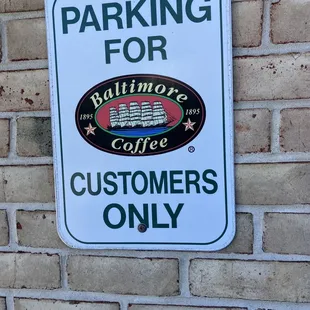 PARKING
FOR
Baltimore
1895 1895
Coffee
®
CUSTOMERS
ONLY